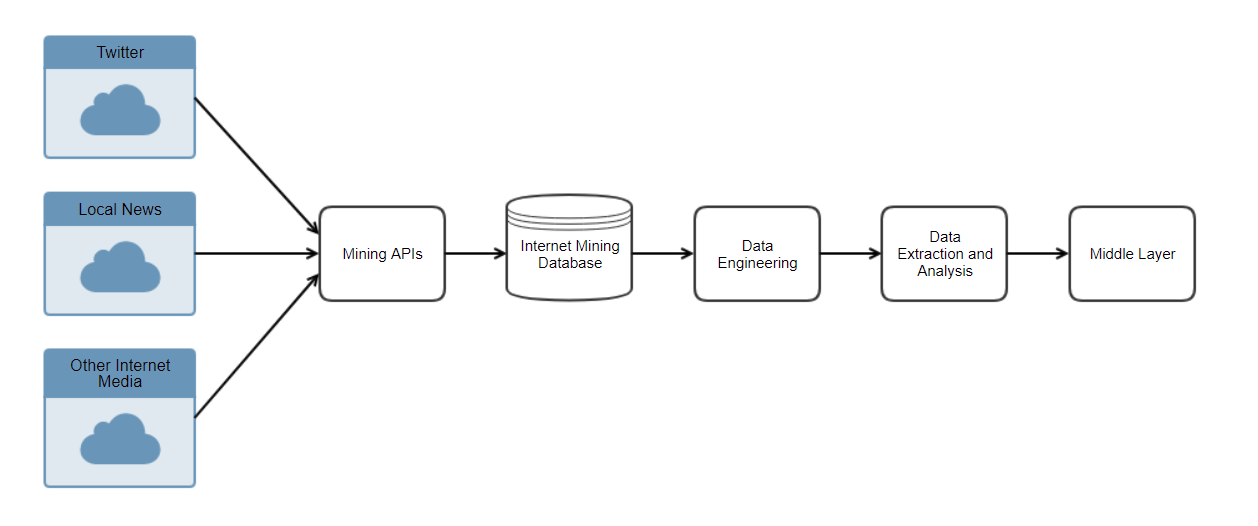 Twitter
Local News
Other Internet
Media
Mining APIs
Internet Mining
Database
Data
Engineering
Data
Extraction and
Analysis
Middle Layer